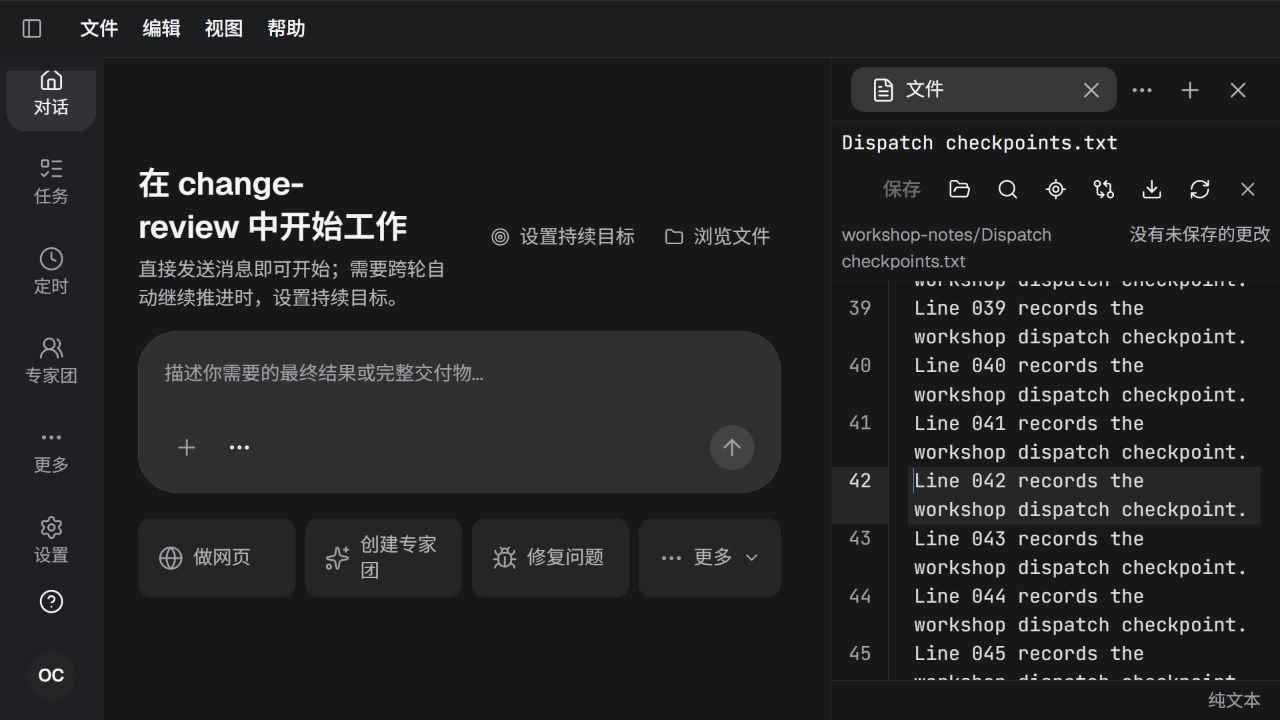 文件 编辑 视图 帮助
对话
任务
定时
专家团
更多
设置
OC
在 change-
review 中开始工作
直接发送消息即可开始；需要跨轮自
动继续推进时，设置持续目标。
设置持续目标
浏览文件
描述你需要的最终结果或完整交付物...
做网页
创建专家
团
修复问题
更多
文件
Dispatch checkpoints.txt
保存
workshop-notes/Dispatch
checkpoints.txt
没有未保存的更改
workshop dispatch checkpoint.
39 Line 039 records the
workshop dispatch checkpoint.
40 Line 040 records the
workshop dispatch checkpoint.
41 Line 041 records the
workshop dispatch checkpoint.
42 Line 042 records the
workshop dispatch checkpoint.
43 Line 043 records the
workshop dispatch checkpoint.
44 Line 044 records the
workshop dispatch checkpoint.
45 Line 045 records the
workshop dispatch checkpoint.
纯文本